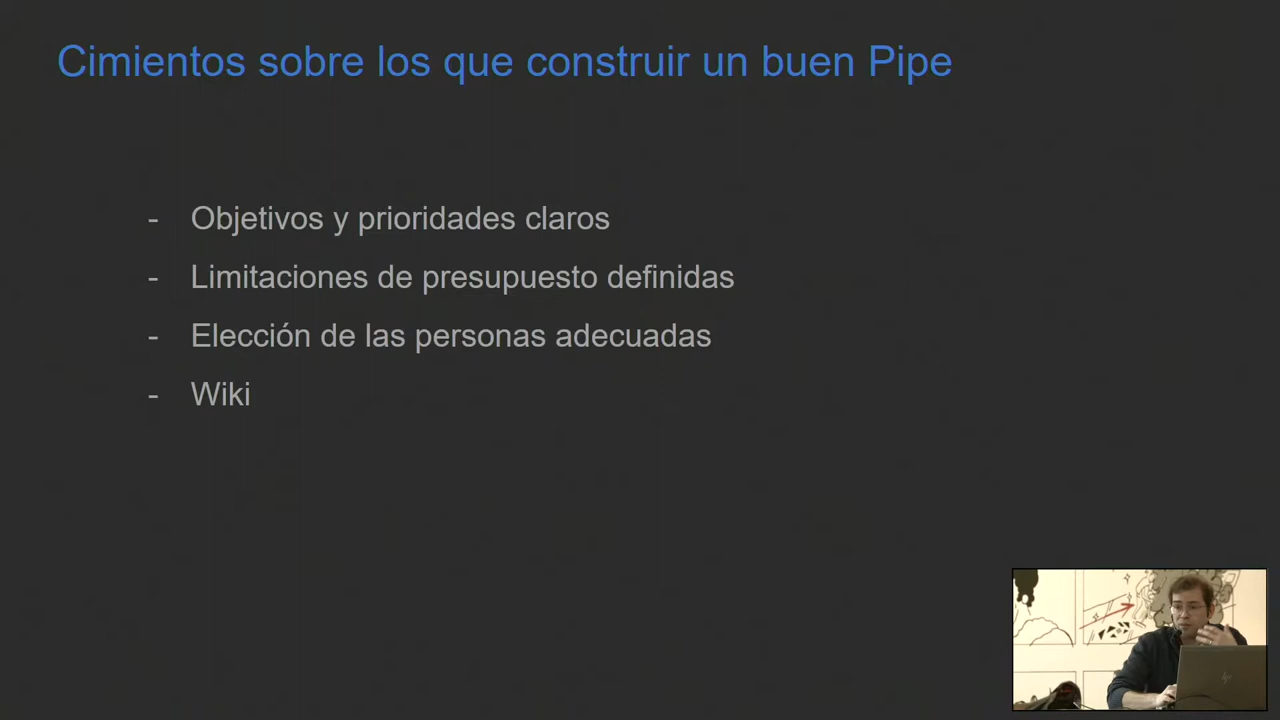 Cimientos sobre los que construir un buen Pipe
- Objetivos y prioridades claros
- Limitaciones de presupuesto definidas
- Elección de las personas adecuadas
- Wiki
hp